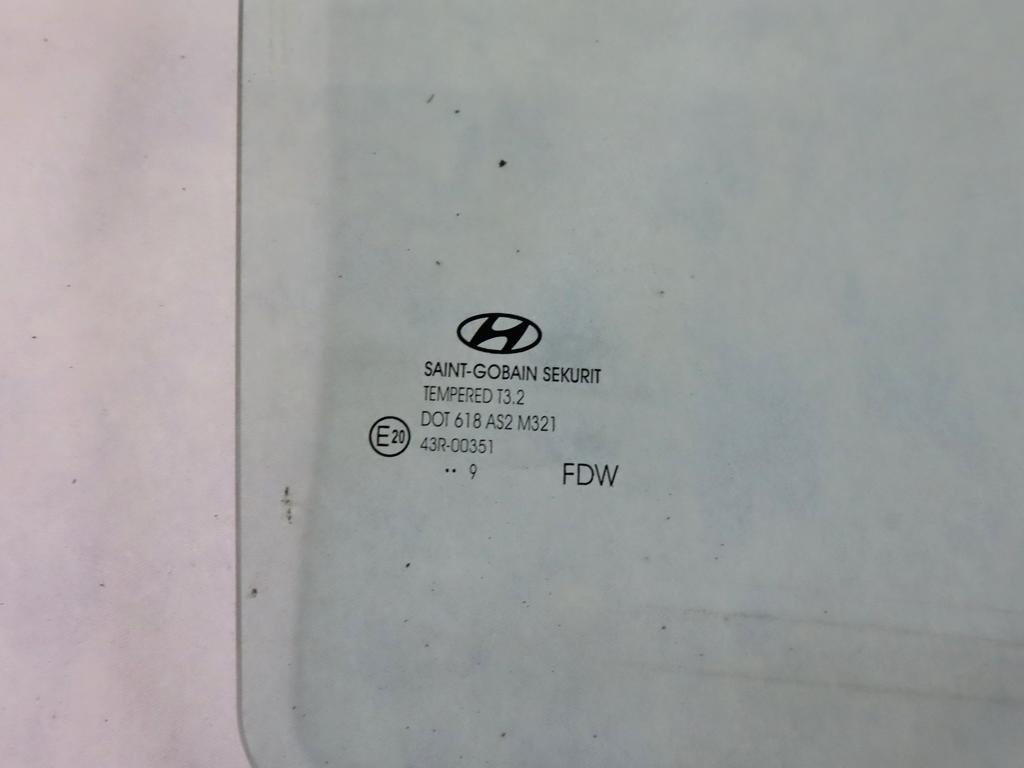 SAINT-GOBAIN SEKURIT
TEMPERED T3.2
DOT 618 AS2 M321
E20 43R-00351
·· 9 FDW